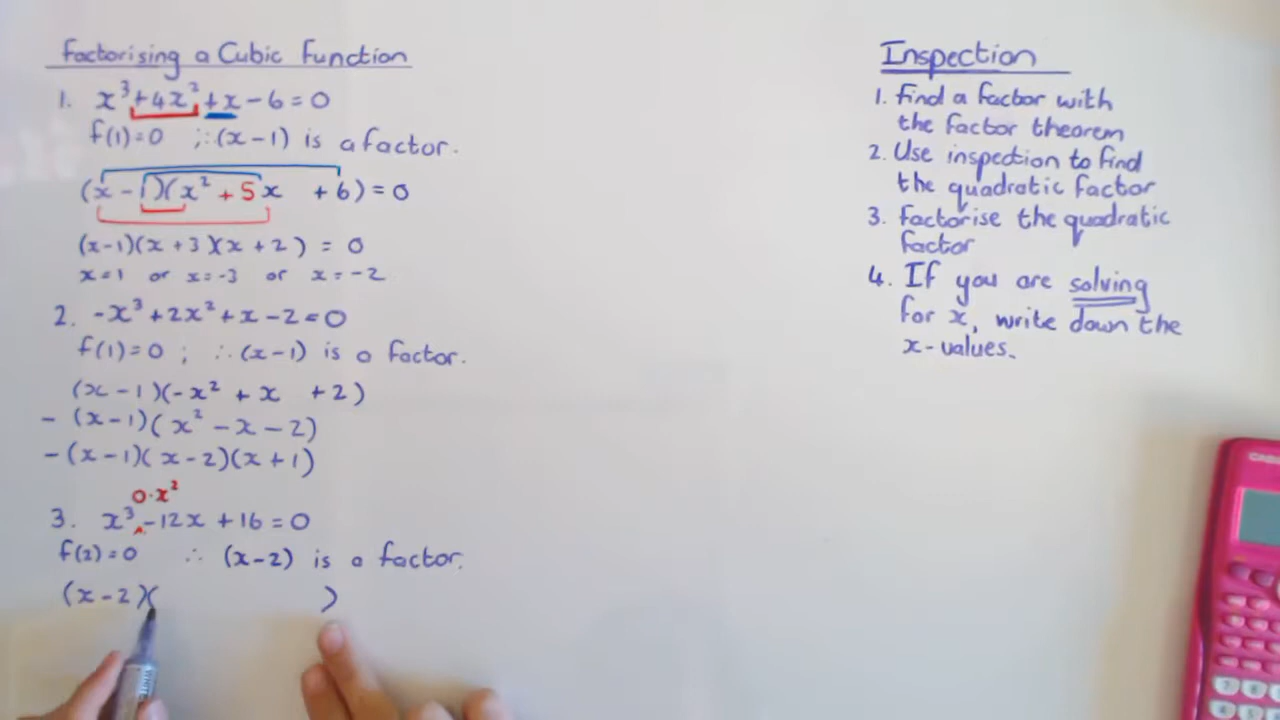 Factorising a Cubic Function
1. x³+4x²+x-6=0
f(1)=0 ;∴(x-1) is a factor.
(x-1)(x²+5x +6)=0
(x-1)(x+3)(x+2) = 0
x=1 or x=-3 or x=-2
2. -x³+2x²+x-2=0
f(1)=0 ; ∴(x-1) is a factor.
(x-1)(-x²+x +2)
-(x-1)(x²-x-2)
-(x-1)(x-2)(x+1)
0·x²
3. x³-12x+16=0
f(2)=0 ∴ (x-2) is a factor.
(x-2)( )
Inspection
1. Find a factor with
the factor theorem
2. Use inspection to find
the quadratic factor
3. Factorise the quadratic
factor
4. If you are solving
for x, write down the
x-values.